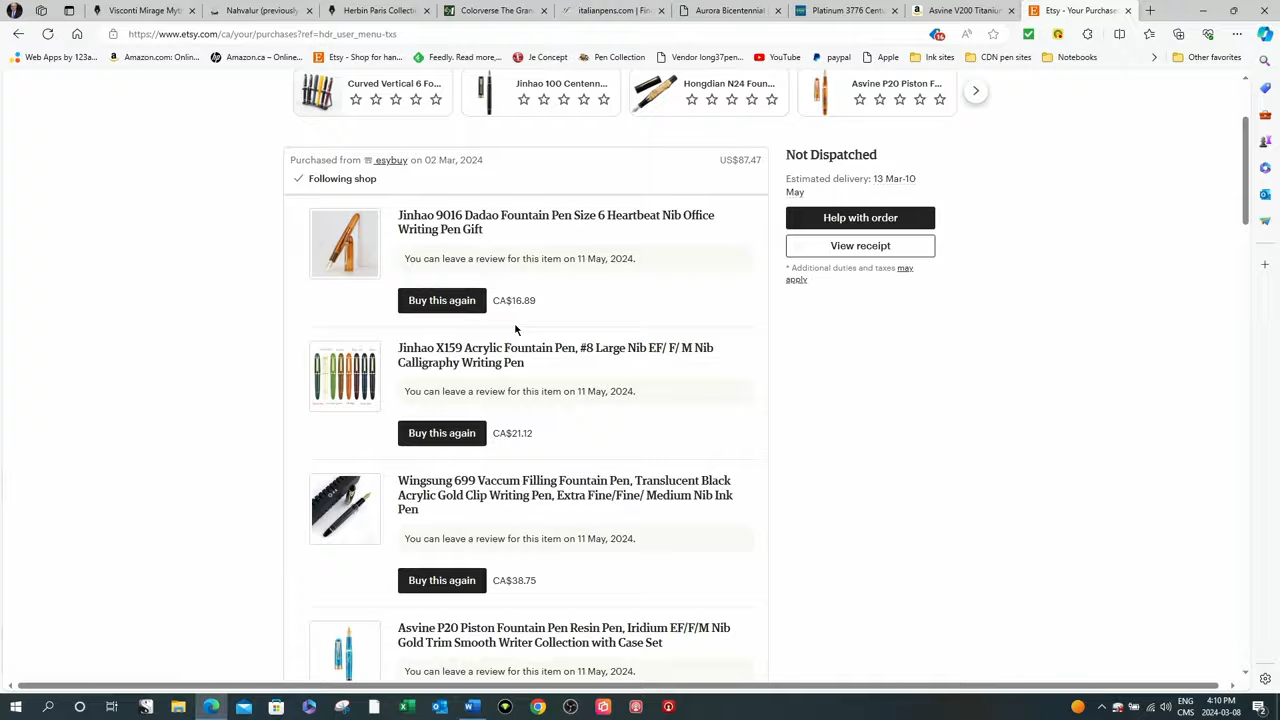 Visconti Mirage Myth
Nahvalur (previously
Herbin Paris Collectio
Colorverse The Grand
italianpens.com | Fin
Aurora Bicentennial
Platinum 3776 Centu
Asvine V200 Titanium
Etsy - Your Purchases
https://www.etsy.com/ca/your/purchases?ref=hdr_user_menu-txs
Web Apps by 123a...
Amazon.com: Onlin...
Amazon.ca – Online...
Etsy - Shop for han...
Feedly. Read more,...
Je Concept
Pen Collection
Vendor long37pen...
YouTube
paypal
Açore
Ink sites
CDN pen sites
Notebooks
Other favorites
Curved Vertical 6 Fo...
Jinhao 100 Centenn...
Hongdian N24 Foun...
Asvine P20 Piston F...
Purchased from esybuy on 02 Mar, 2024
US$87.47
Following shop
Not Dispatched
Estimated delivery: 13 Mar-10
May
Help with order
View receipt
* Additional duties and taxes may
apply
Jinhao 9016 Dadao Fountain Pen Size 6 Heartbeat Nib Office
Writing Pen Gift
You can leave a review for this item on 11 May, 2024.
Buy this again CA$16.89
Jinhao X159 Acrylic Fountain Pen, #8 Large Nib EF/ F/ M Nib
Calligraphy Writing Pen
You can leave a review for this item on 11 May, 2024.
Buy this again CA$21.12
Wingsung 699 Vaccum Filling Fountain Pen, Translucent Black
Acrylic Gold Clip Writing Pen, Extra Fine/Fine/ Medium Nib Ink
Pen
You can leave a review for this item on 11 May, 2024.
Buy this again CA$38.75
Asvine P20 Piston Fountain Pen Resin Pen, Iridium EF/F/M Nib
Gold Trim Smooth Writer Collection with Case Set
You can leave a review for this item on 11 May, 2024.
ENG
CMS
4:10 PM
2024-03-08